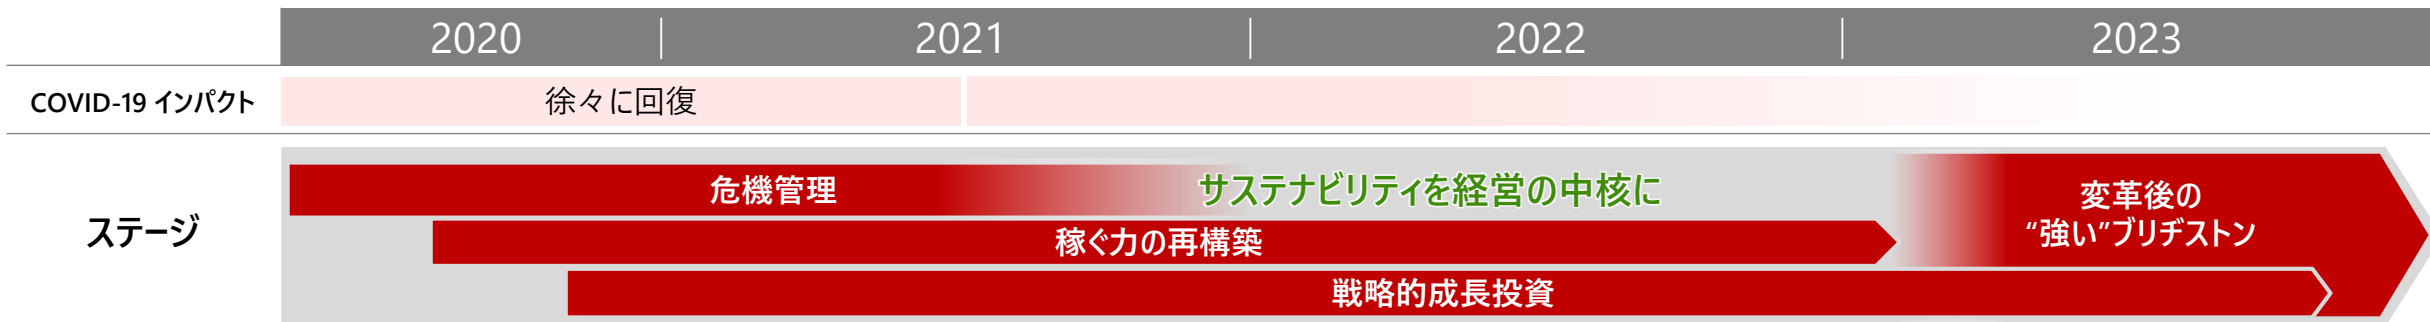 2020
2021
2022
2023
COVID-19 インパクト
徐々に回復
ステージ
危機管理
サステナビリティを経営の中核に
稼ぐ力の再構築
戦略的成長投資
変革後の
“強い”ブリヂストン